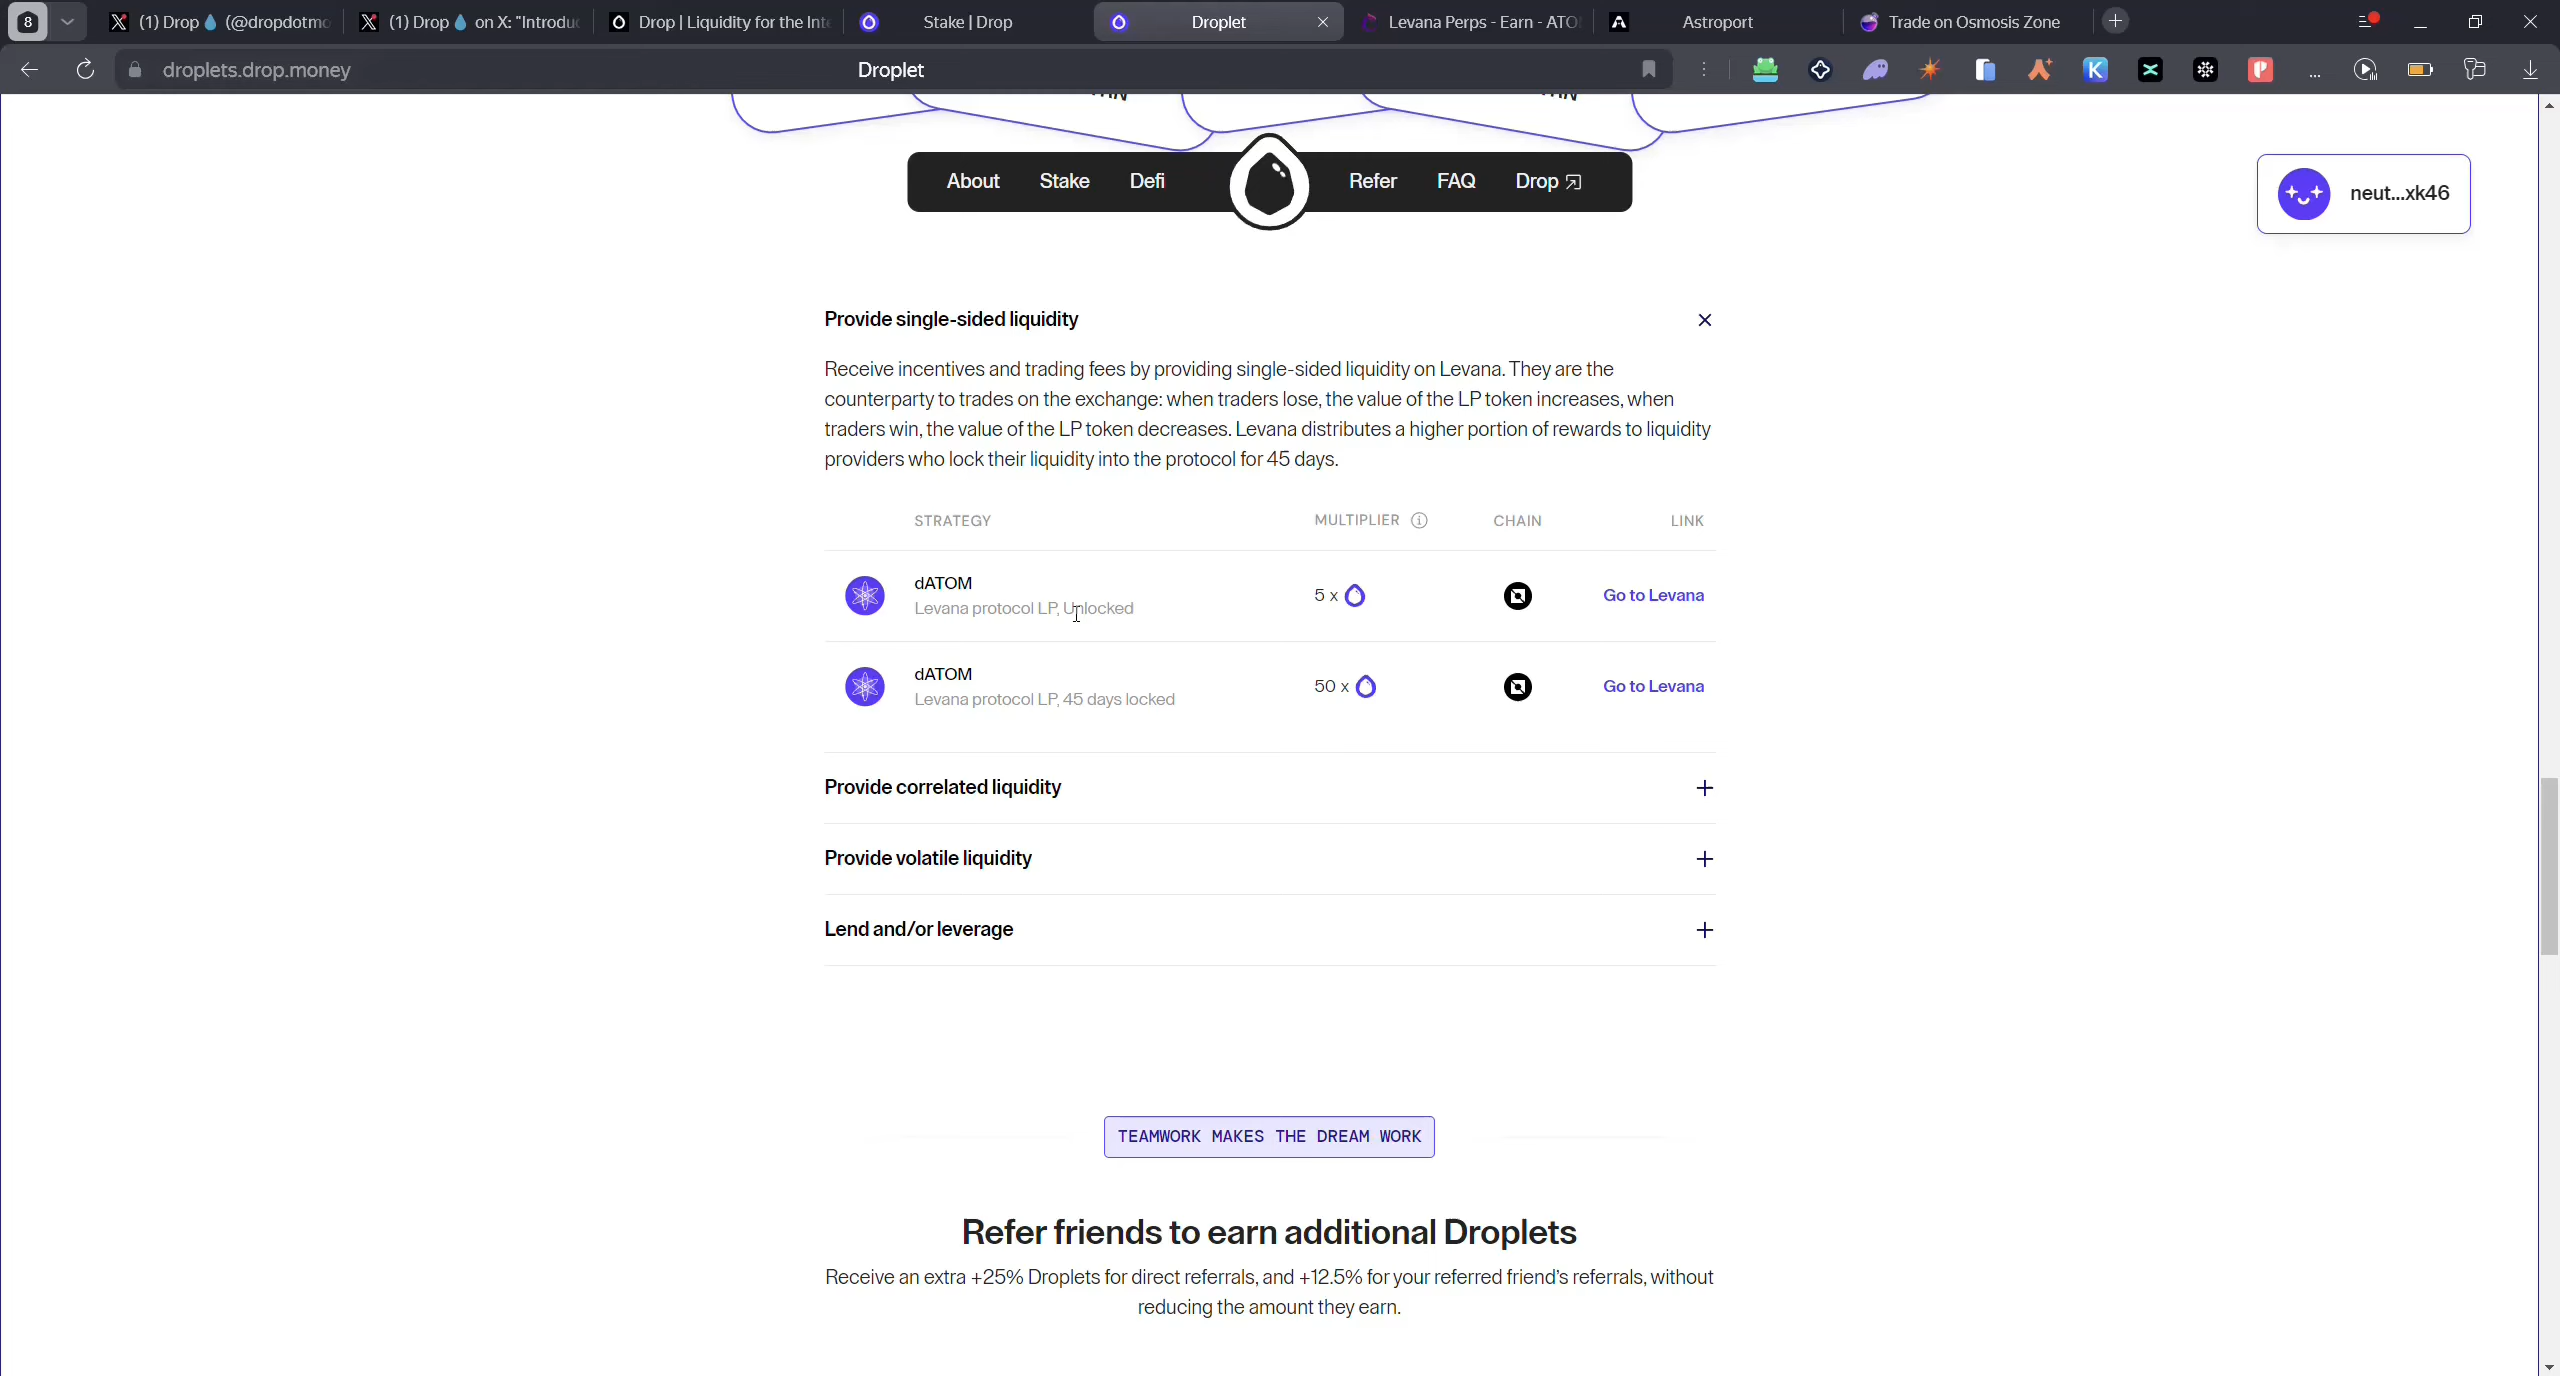 8
(1) Drop💧 (@dropdotmo
(1) Drop💧 on X: "Introdu
Drop | Liquidity for the Inte
Stake | Drop
Droplet
Levana Perps - Earn - ATO
Astroport
Trade on Osmosis Zone
droplets.drop.money
Droplet
About
Stake
Defi
Refer
FAQ
Drop
neut...xk46
Provide single-sided liquidity
Receive incentives and trading fees by providing single-sided liquidity on Levana. They are the
counterparty to trades on the exchange: when traders lose, the value of the LP token increases, when
traders win, the value of the LP token decreases. Levana distributes a higher portion of rewards to liquidity
providers who lock their liquidity into the protocol for 45 days.
STRATEGY MULTIPLIER CHAIN LINK
dATOM
Levana protocol LP, Unlocked
5 x
Go to Levana
dATOM
Levana protocol LP, 45 days locked
50 x
Go to Levana
Provide correlated liquidity
Provide volatile liquidity
Lend and/or leverage
TEAMWORK MAKES THE DREAM WORK
Refer friends to earn additional Droplets
Receive an extra +25% Droplets for direct referrals, and +12.5% for your referred friend's referrals, without
reducing the amount they earn.